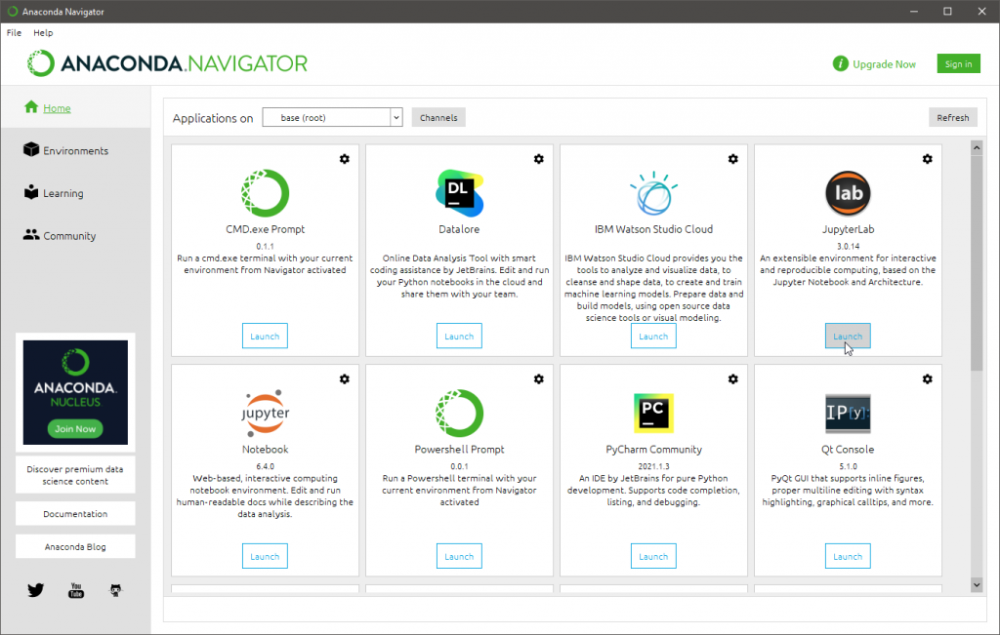 Anaconda Navigator
File Help
ANACONDA.NAVIGATOR
i Upgrade Now
Sign in
Home
Environments
Learning
Community
ANACONDA.
NUCLEUS
Join Now
Discover premium data
science content
Documentation
Anaconda Blog
You
Tube
Applications on base (root) Channels Refresh
CMD.exe Prompt
0.1.1
Run a cmd.exe terminal with your current
environment from Navigator activated
Launch
DL
Datalore
Online Data Analysis Tool with smart
coding assistance by JetBrains. Edit and run
your Python notebooks in the cloud and
share them with your team.
Launch
IBM Watson Studio Cloud
IBM Watson Studio Cloud provides you the
tools to analyze and visualize data, to
cleanse and shape data, to create and train
machine learning models. Prepare data and
build models, using open source data
science tools or visual modeling.
Launch
lab
JupyterLab
3.0.14
An extensible environment for interactive
and reproducible computing, based on the
Jupyter Notebook and Architecture.
Launch
jupyter
Notebook
6.4.0
Web-based, interactive computing
notebook environment. Edit and run
human-readable docs while describing the
data analysis.
Launch
Powershell Prompt
0.0.1
Run a Powershell terminal with your
current environment from Navigator
activated
Launch
PC
PyCharm Community
2021.1.3
An IDE by JetBrains for pure Python
development. Supports code completion,
listing, and debugging.
Launch
IP[y]:
Qt Console
5.1.0
PyQt GUI that supports inline figures,
proper multiline editing with syntax
highlighting, graphical calltips, and more.
Launch